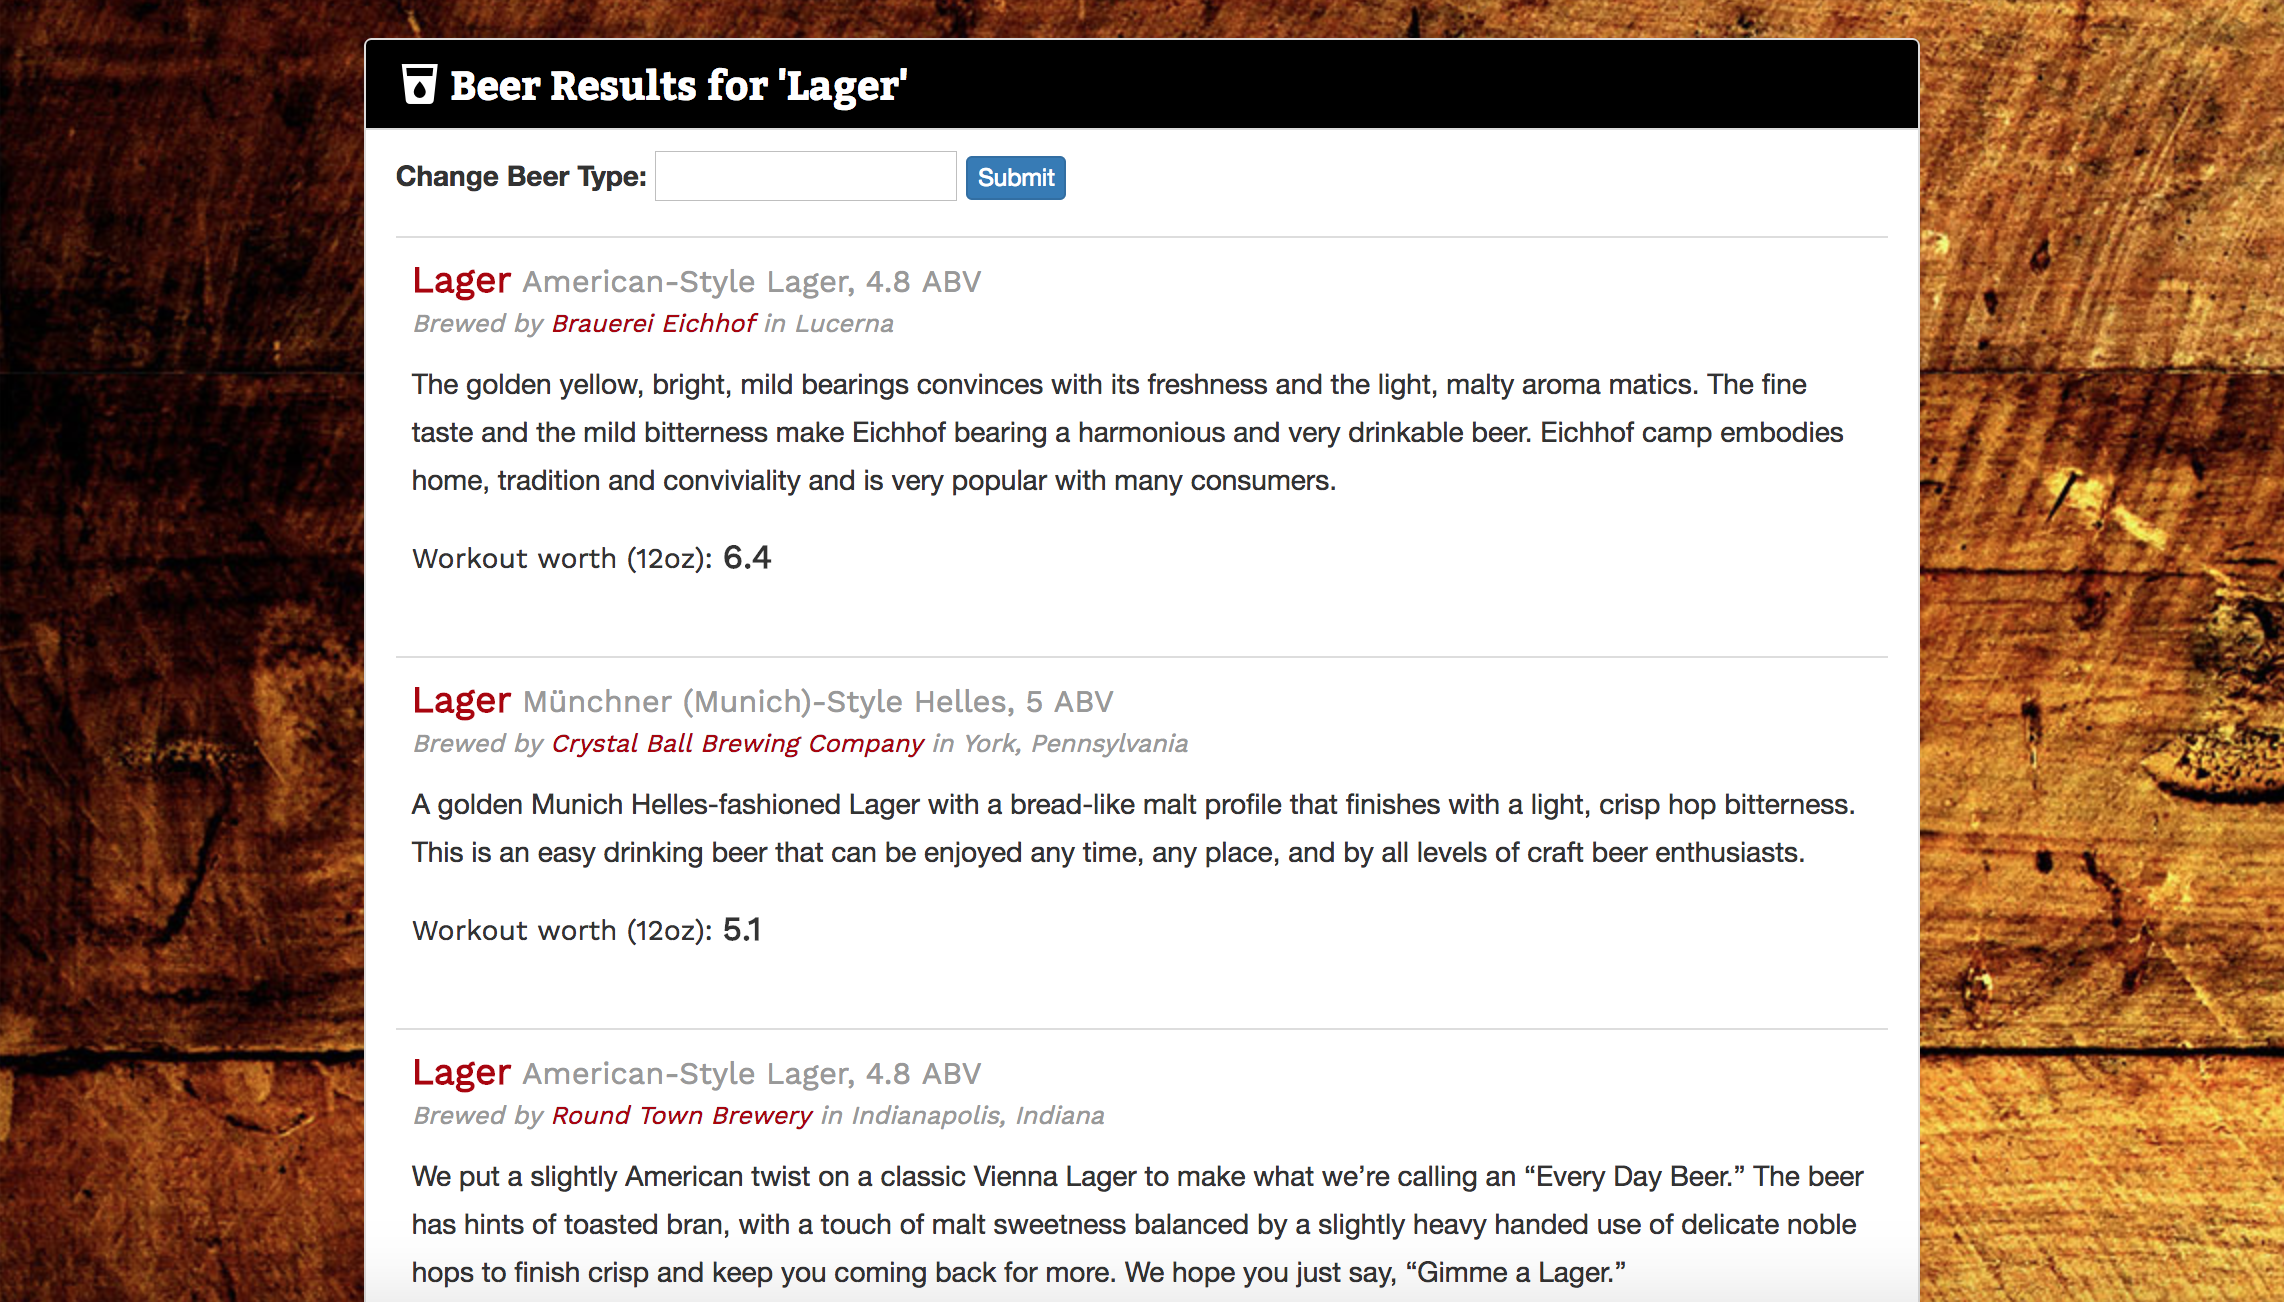 Beer Results for 'Lager'
Change Beer Type: Submit
Lager American-Style Lager, 4.8 ABV
Brewed by Brauerei Eichhof in Lucerna
The golden yellow, bright, mild bearings convinces with its freshness and the light, malty aroma matics. The fine
taste and the mild bitterness make Eichhof bearing a harmonious and very drinkable beer. Eichhof camp embodies
home, tradition and conviviality and is very popular with many consumers.
Workout worth (12oz): 6.4
Lager Münchner (Munich)-Style Helles, 5 ABV
Brewed by Crystal Ball Brewing Company in York, Pennsylvania
A golden Munich Helles-fashioned Lager with a bread-like malt profile that finishes with a light, crisp hop bitterness.
This is an easy drinking beer that can be enjoyed any time, any place, and by all levels of craft beer enthusiasts.
Workout worth (12oz): 5.1
Lager American-Style Lager, 4.8 ABV
Brewed by Round Town Brewery in Indianapolis, Indiana
We put a slightly American twist on a classic Vienna Lager to make what we’re calling an “Every Day Beer.” The beer
has hints of toasted bran, with a touch of malt sweetness balanced by a slightly heavy handed use of delicate noble
hops to finish crisp and keep you coming back for more. We hope you just say, “Gimme a Lager.”